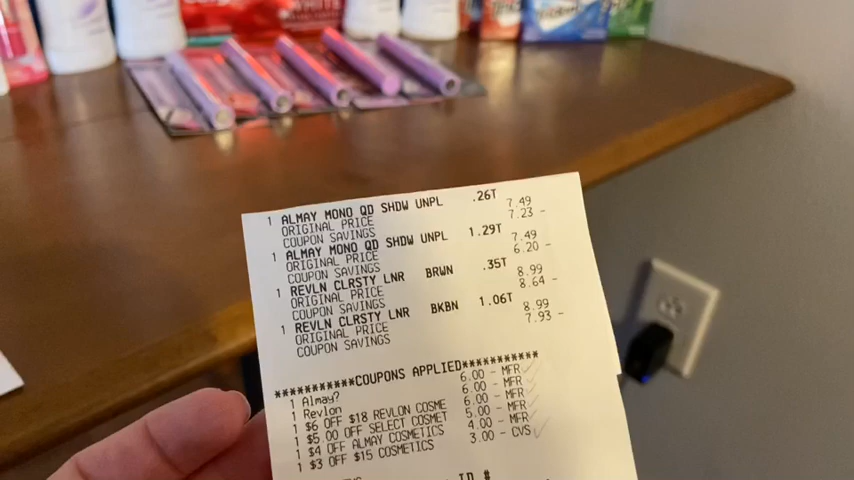 WHITE
1 ALMAY MONO QD SHDW UNPL .26T
ORIGINAL PRICE 7.49
COUPON SAVINGS 7.23 -
1 ALMAY MONO QD SHDW UNPL 1.29T
ORIGINAL PRICE 7.49
COUPON SAVINGS 6.20 -
1 REVLN CLRSTY LNR BRWN .35T
ORIGINAL PRICE 8.99
COUPON SAVINGS 8.64 -
1 REVLN CLRSTY LNR BKBN 1.06T
ORIGINAL PRICE 8.99
COUPON SAVINGS 7.93 -
**********COUPONS APPLIED**********
1 Almay? 6.00 - MFR
1 Revlon 6.00 - MFR
1 $6 OFF $18 REVLON COSME 6.00 - MFR
1 $5.00 OFF SELECT COSMET 5.00 - MFR
1 $4 OFF ALMAY COSMETICS 4.00 - MFR
1 $3 OFF $15 COSMETICS 3.00 - CVS
ID #